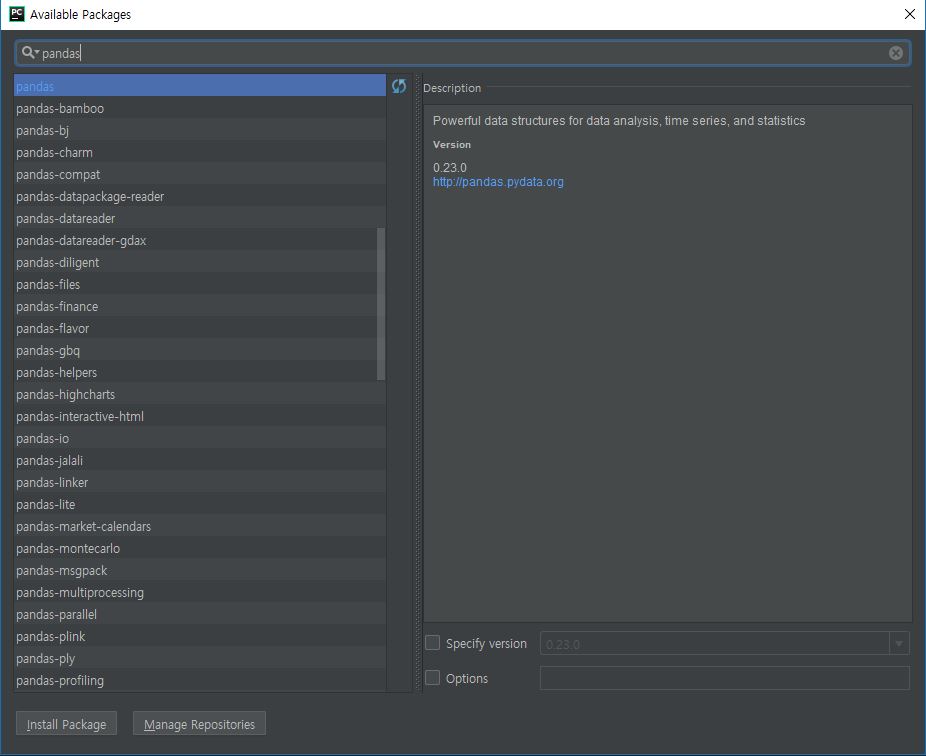 PC Available Packages
pandas
pandas
pandas-bamboo
pandas-bj
pandas-charm
pandas-compat
pandas-datapackage-reader
pandas-datareader
pandas-datareader-gdax
pandas-diligent
pandas-files
pandas-finance
pandas-flavor
pandas-gbq
pandas-helpers
pandas-highcharts
pandas-interactive-html
pandas-io
pandas-jalali
pandas-linker
pandas-lite
pandas-market-calendars
pandas-montecarlo
pandas-msgpack
pandas-multiprocessing
pandas-parallel
pandas-plink
pandas-ply
pandas-profiling
Description
Powerful data structures for data analysis, time series, and statistics
Version
0.23.0
http://pandas.pydata.org
Specify version 0.23.0
Options
Install Package Manage Repositories